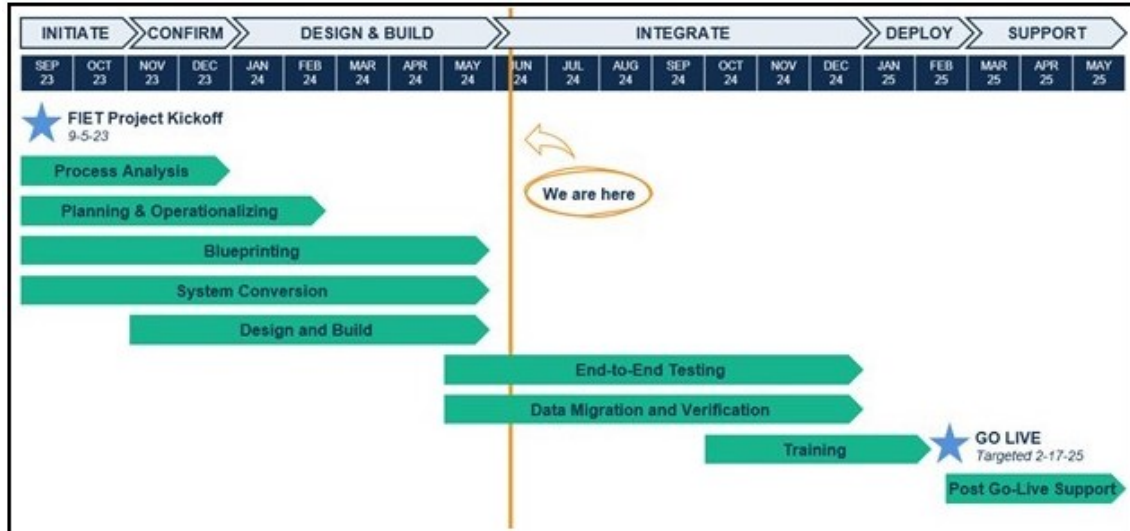 INITIATE CONFIRM DESIGN & BUILD INTEGRATE DEPLOY SUPPORT
SEP 23 OCT 23 NOV 23 DEC 23 JAN 24 FEB 24 MAR 24 APR 24 MAY 24 JUN 24 JUL 24 AUG 24 SEP 24 OCT 24 NOV 24 DEC 24 JAN 25 FEB 25 MAR 25 APR 25 MAY 25
FIET Project Kickoff
9-5-23
Process Analysis
We are here
Planning & Operationalizing
Blueprinting
System Conversion
Design and Build
End-to-End Testing
Data Migration and Verification
Training
GO LIVE
Targeted 2-17-25
Post Go-Live Support